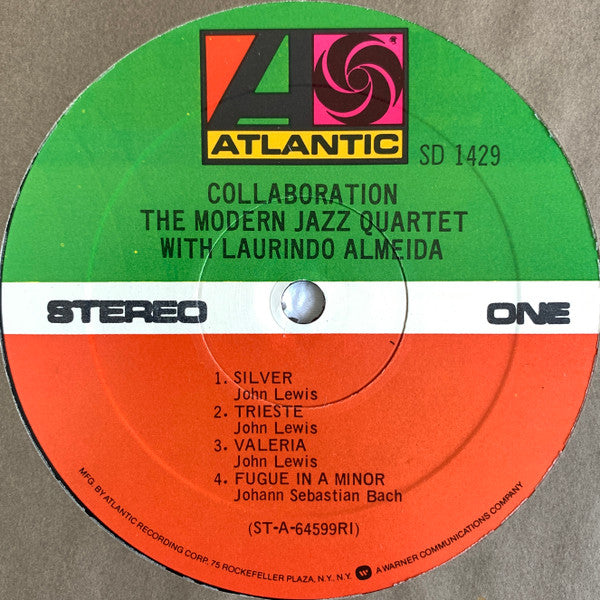 ATLANTIC
SD 1429
COLLABORATION
THE MODERN JAZZ QUARTET
WITH LAURINDO ALMEIDA
STEREO
ONE
1. SILVER
John Lewis
2. TRIESTE
John Lewis
3. VALERIA
John Lewis
4. FUGUE IN A MINOR
Johann Sebastian Bach
(ST-A-64599RI)
MFG. BY ATLANTIC RECORDING CORP. 75 ROCKEFELLER PLAZA, N.Y., N.Y. A WARNER COMMUNICATIONS COMPANY